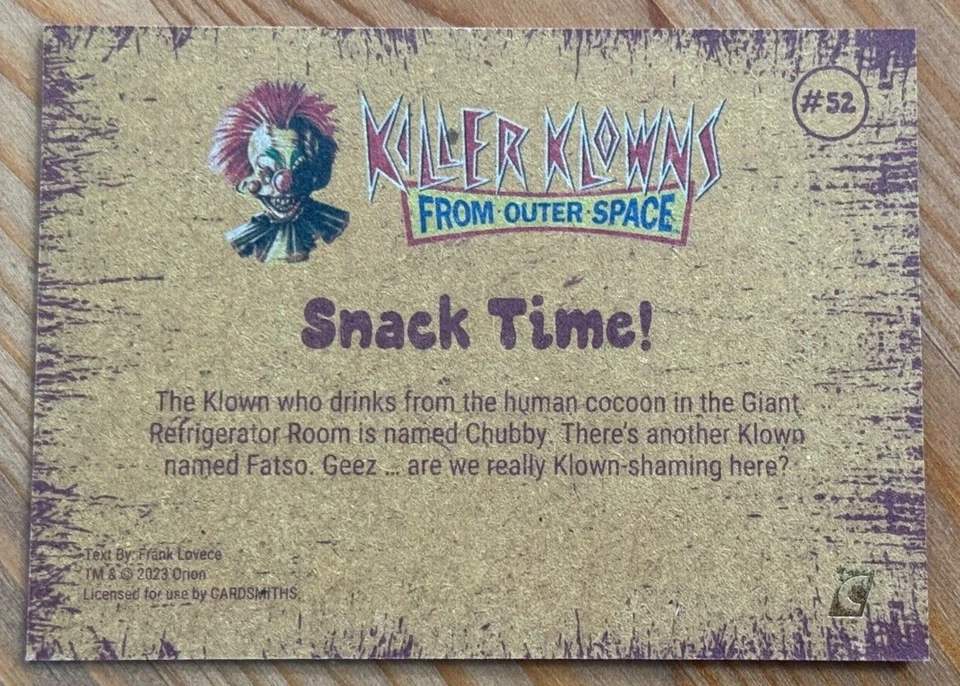 #52
KILLER KLOWNS
FROM OUTER SPACE
Snack Time!
The Klown who drinks from the human cocoon in the Giant
Refrigerator Room is named Chubby. There's another Klown
named Fatso. Geez ... are we really Klown-shaming here?
Text By: Frank Lovece
TM & © 2023 Orion
Licensed for use by CARDSMITHS.